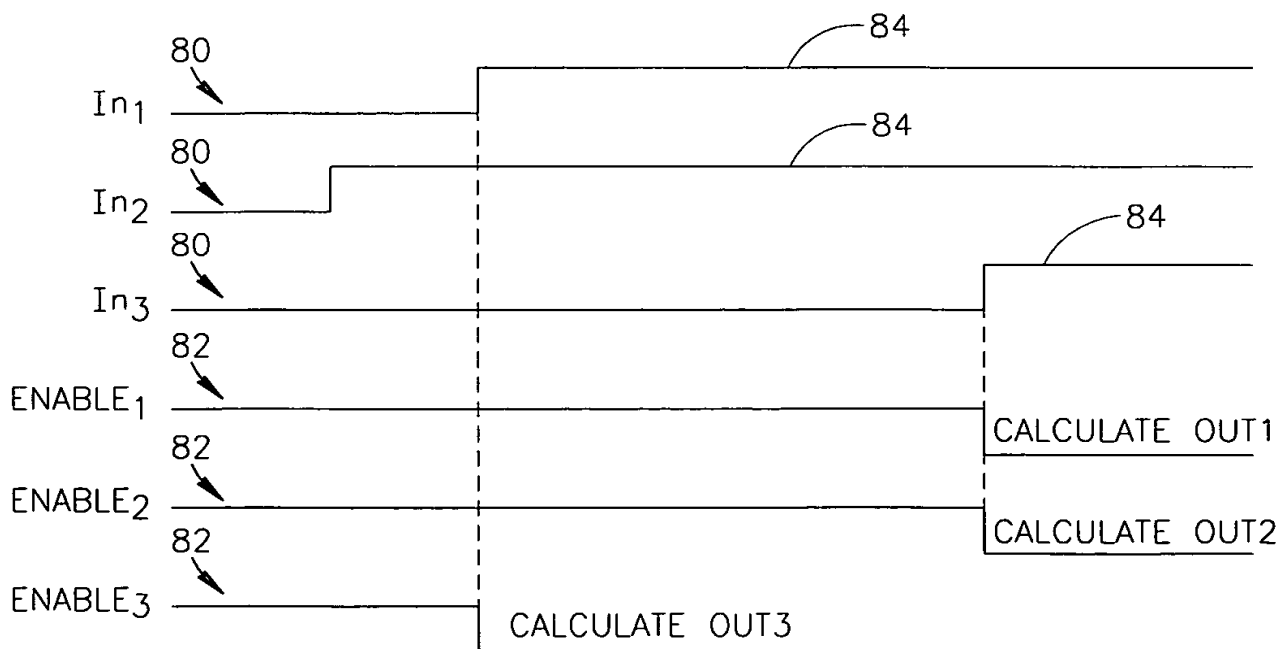 84
80
In1
84
80
In2
84
80
In3
82
ENABLE1
CALCULATE OUT1
82
ENABLE2
CALCULATE OUT2
82
ENABLE3
CALCULATE OUT3